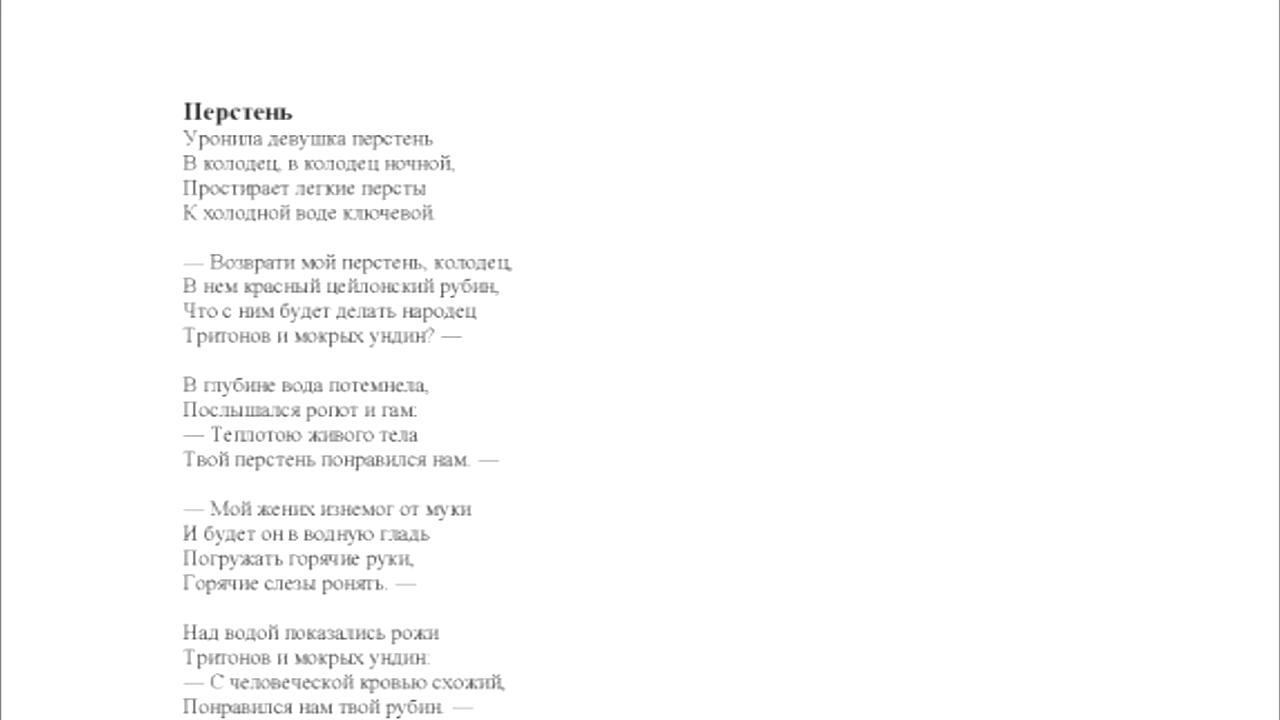 Перстень
Уронила девушка перстень
В колодец, в колодец ночной,
Простирает легкие персты
К холодной воде ключевой.
— Возврати мой перстень, колодец,
В нем красный цейлонский рубин,
Что с ним будет делать народец
Тритонов и мокрых ундин? —
В глубине вода потемнела,
Послышался ропот и гам:
— Теплотою живого тела
Твой перстень понравился нам. —
— Мой жених изнемог от муки
И будет он в водную гладь
Погружать горячие руки,
Горячие слезы ронять. —
Над водой показались рожи
Тритонов и мокрых ундин:
— С человеческой кровью схожий,
Понравился нам твой рубин. —